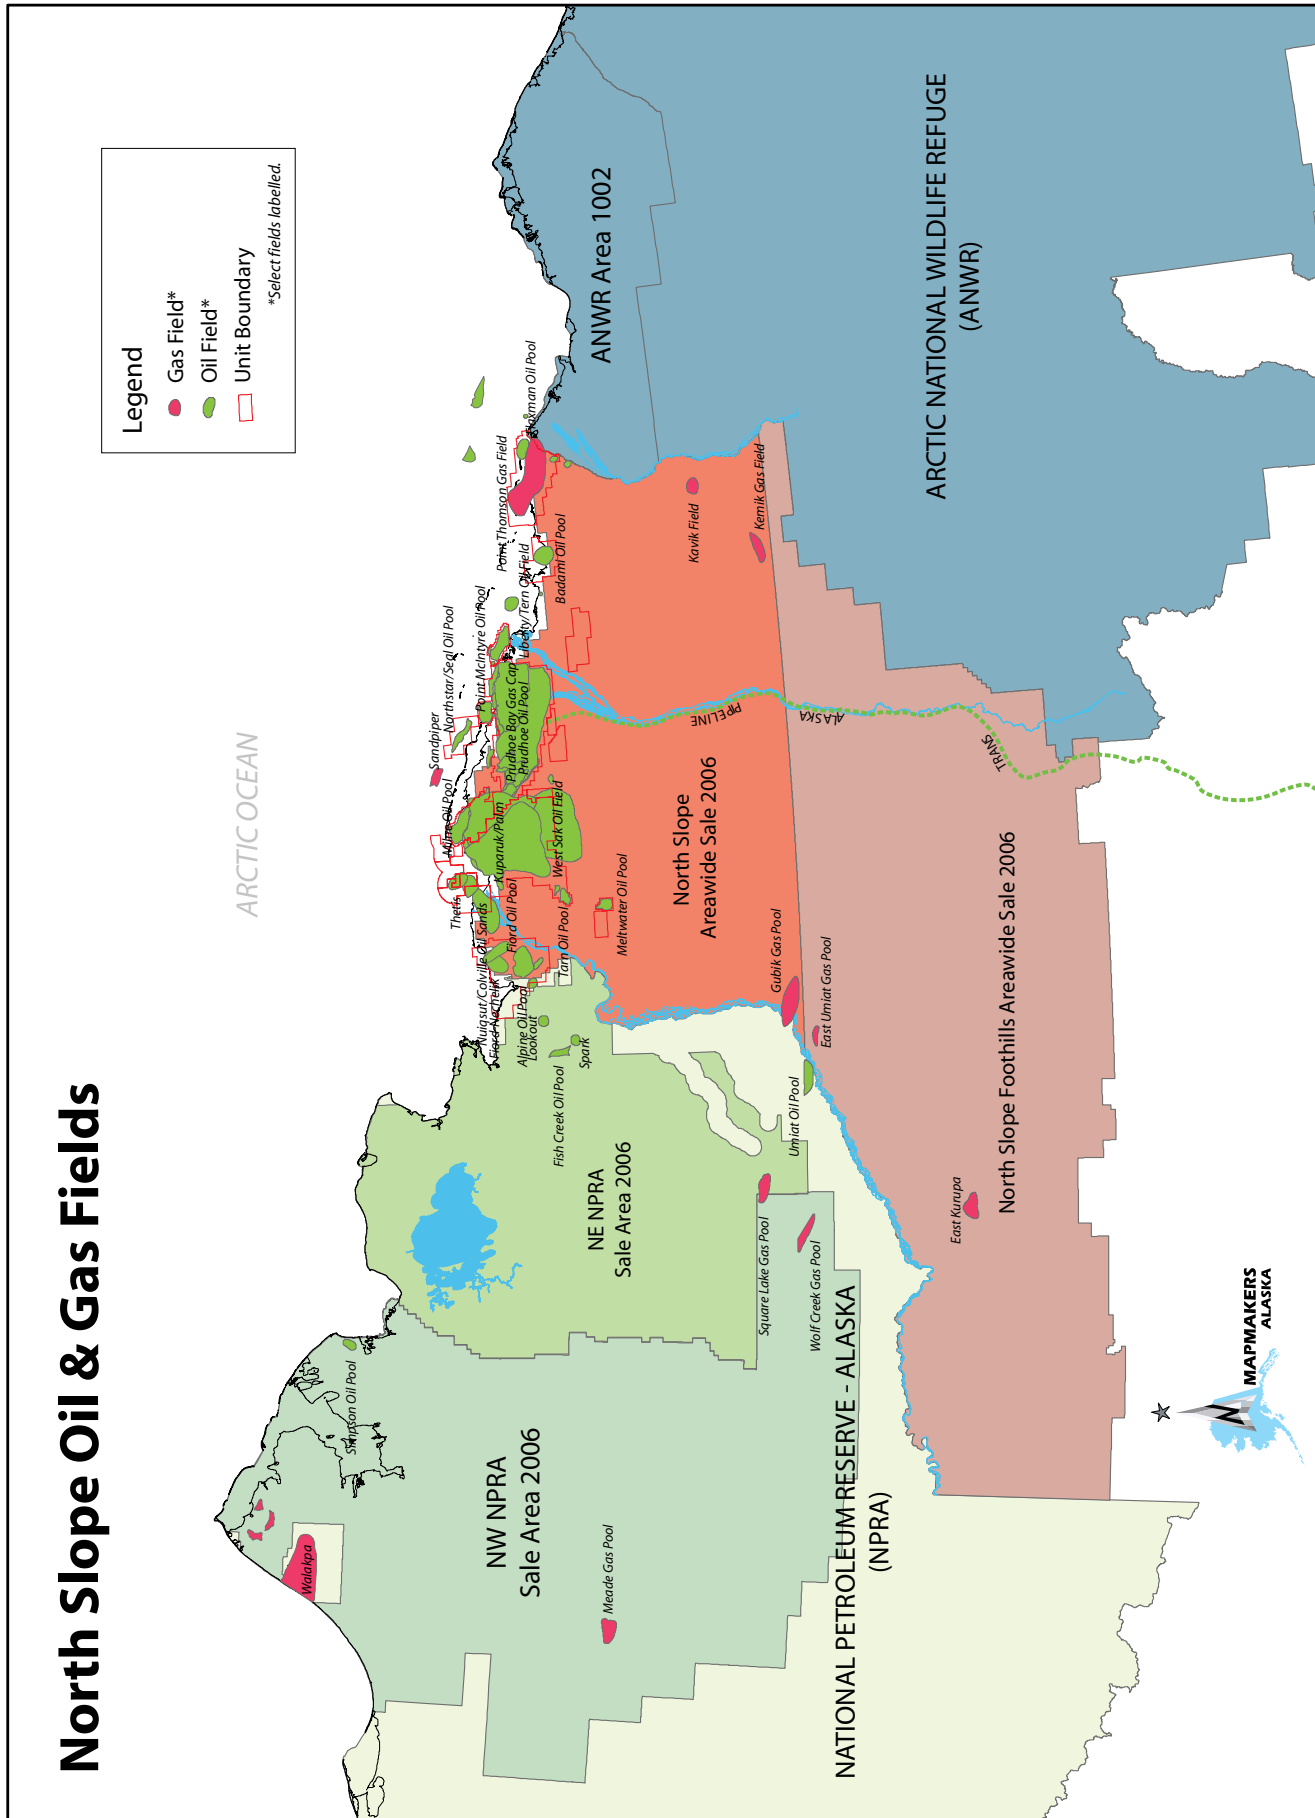 North Slope Oil & Gas Fields
Legend
Gas Field*
Oil Field*
Unit Boundary
*Select fields labelled.
ARCTIC OCEAN
Walakpa
Simpson Oil Pool
NW NPRA
Sale Area 2006
Meade Gas Pool
NE NPRA
Sale Area 2006
Square Lake Gas Pool
Wolf Creek Gas Pool
NATIONAL PETROLEUM RESERVE - ALASKA
(NPRA)
Fish Creek Oil Pool
Spark
Lookout
Alpine Oil Pool
Fiord Nechelik
Nuiqsut/Colville Oil Sands
Fiord Oil Pool
Thetis
Tarn Oil Pool
Meltwater Oil Pool
Milne Oil Pool
Kuparuk/Palm
West Sak Oil Field
Sandpiper
Northstar/Seal Oil Pool
Point McIntyre Oil Pool
Prudhoe Bay Gas Cap
Prudhoe Oil Pool
Liberty/Tern Oil Field
Badami Oil Pool
Point Thomson Gas Field
Flaxman Oil Pool
Kavik Field
Kemik Gas Field
North Slope
Areawide Sale 2006
Gubik Gas Pool
East Umiat Gas Pool
Umiat Oil Pool
East Kurupa
North Slope Foothills Areawide Sale 2006
TRANS
ALASKA
PIPELINE
ANWR Area 1002
ARCTIC NATIONAL WILDLIFE REFUGE
(ANWR)
N
MAPMAKERS
ALASKA